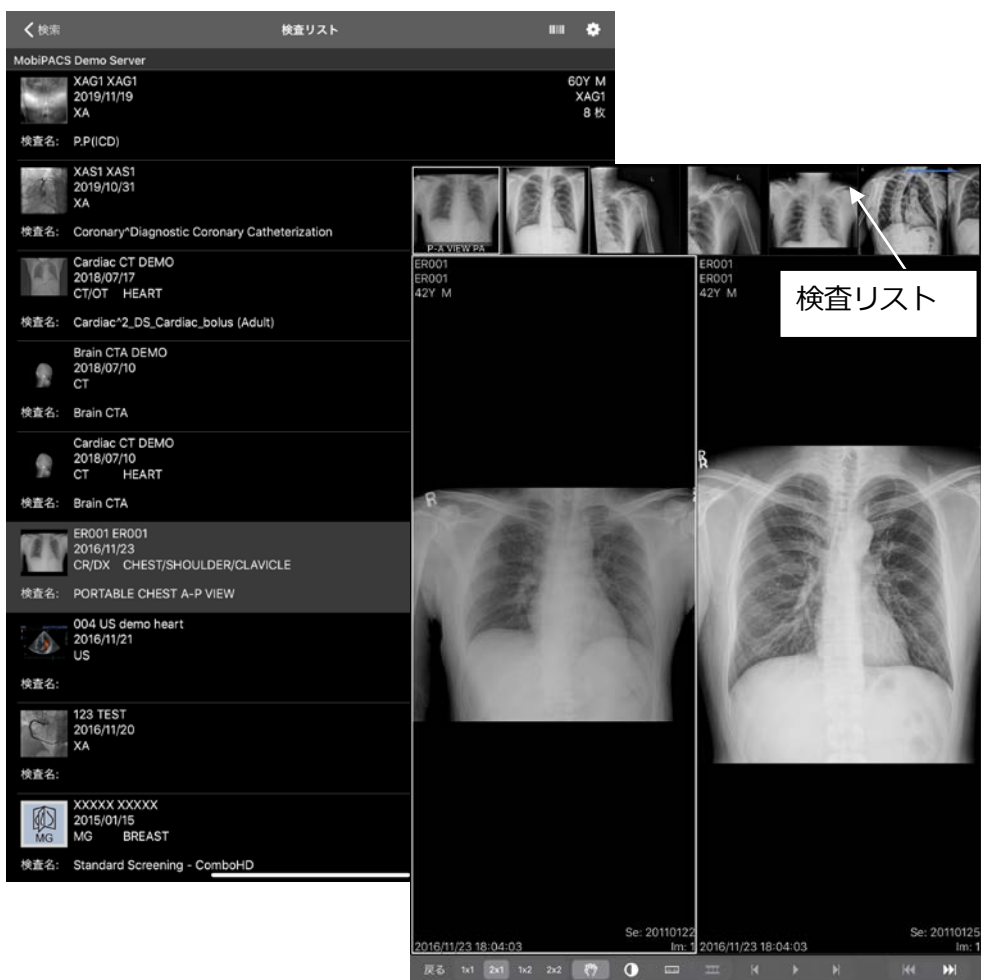 検索
検査リスト
MobiPACS Demo Server
XAG1 XAG1
60Y M
2019/11/19
XAG1
XA
8 枚
検査名: P.P(ICD)
XAS1 XAS1
2019/10/31
XA
検査名: Coronary^Diagnostic Coronary Catheterization
Cardiac CT DEMO
2018/07/17
CT/OT HEART
検査名: Cardiac^2_DS_Cardiac_bolus (Adult)
Brain CTA DEMO
2018/07/10
CT
検査名: Brain CTA
Cardiac CT DEMO
2018/07/10
CT HEART
検査名: Brain CTA
ER001 ER001
2016/11/23
CR/DX CHEST/SHOULDER/CLAVICLE
検査名: PORTABLE CHEST A-P VIEW
004 US demo heart
2016/11/21
US
検査名:
123 TEST
2016/11/20
XA
検査名:
XXXXX XXXXX
2015/01/15
MG
MG BREAST
検査名: Standard Screening - ComboHD
P-A VIEW PA
L
L
ER001
ER001
42Y M
R
Se: 20110122
2016/11/23 18:04:03
Im: 1
ER001
ER001
42Y M
検査リスト
R
R
Se: 20110125
2016/11/23 18:04:03
Im: 1
戻る 1x1 2x1 1x2 2x2